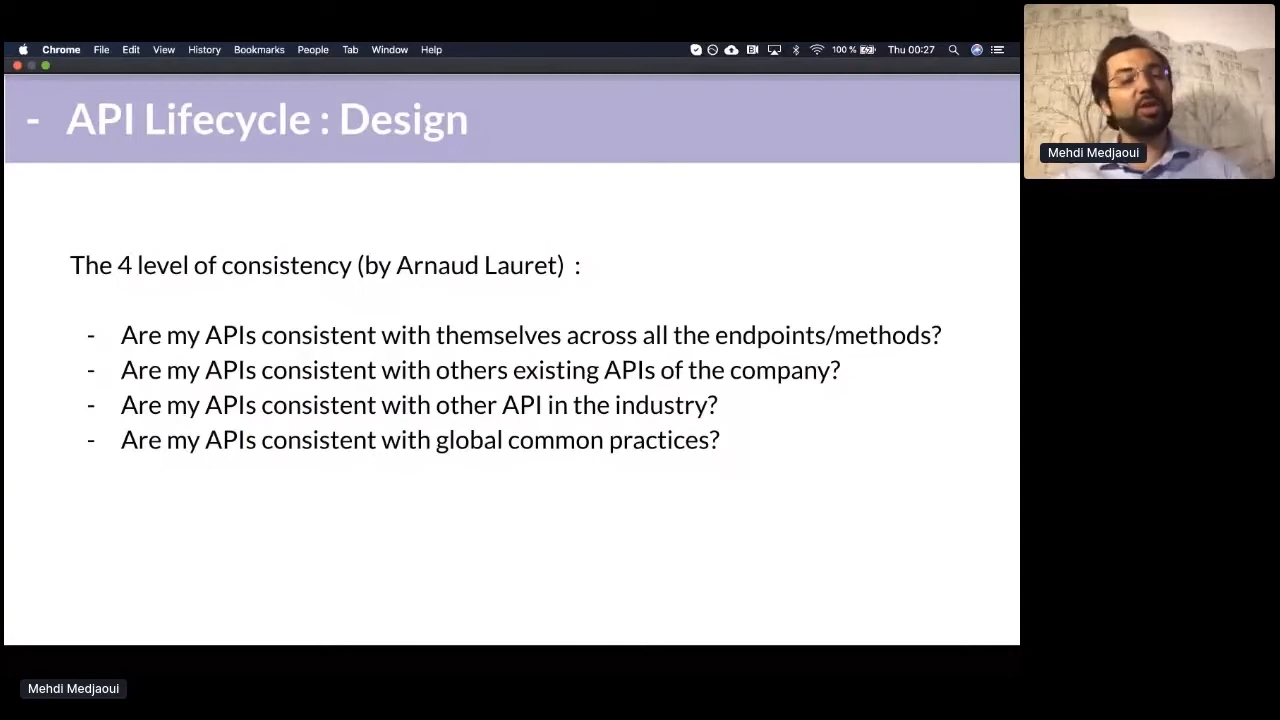 Chrome File Edit View History Bookmarks People Tab Window Help 100 % Thu 00:27
- API Lifecycle : Design
Mehdi Medjaoui
The 4 level of consistency (by Arnaud Lauret) :
- Are my APIs consistent with themselves across all the endpoints/methods?
- Are my APIs consistent with others existing APIs of the company?
- Are my APIs consistent with other API in the industry?
- Are my APIs consistent with global common practices?
Mehdi Medjaoui